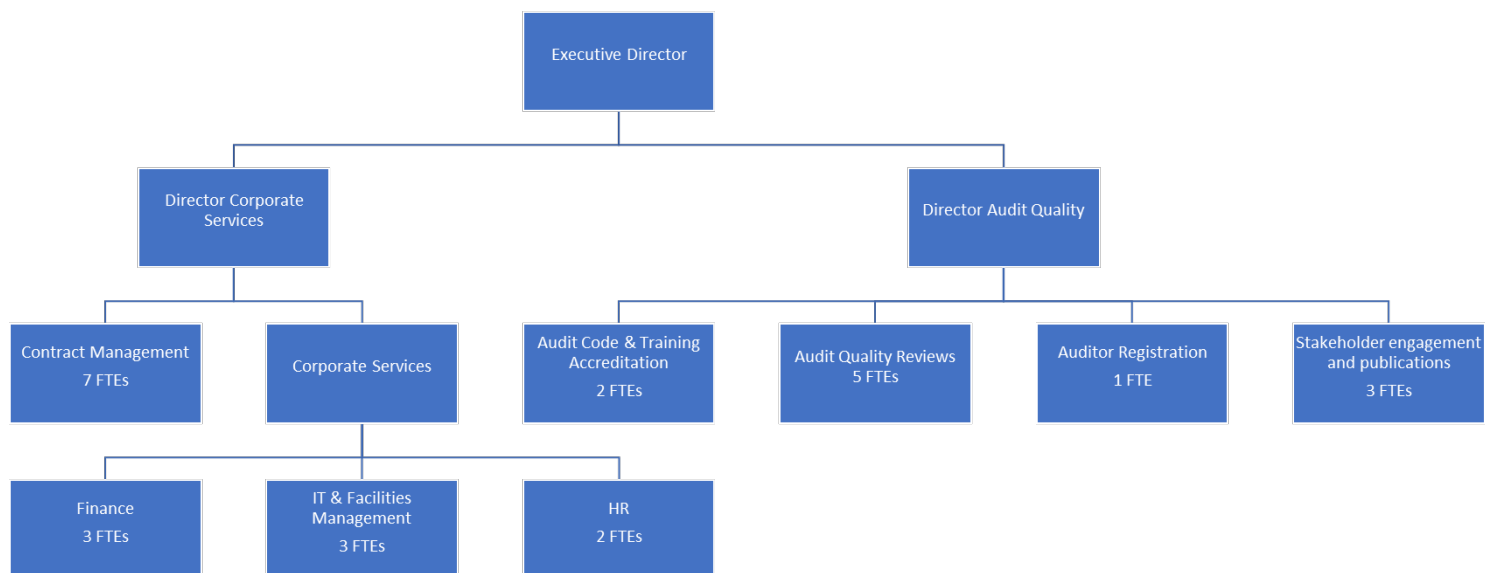 Executive Director
Director Corporate
Services
Director Audit Quality
Contract Management
7 FTEs
Corporate Services
Audit Code & Training
Accreditation
2 FTEs
Audit Quality Reviews
5 FTEs
Auditor Registration
1 FTE
Stakeholder engagement
and publications
3 FTEs
Finance
3 FTEs
IT & Facilities
Management
3 FTEs
HR
2 FTEs